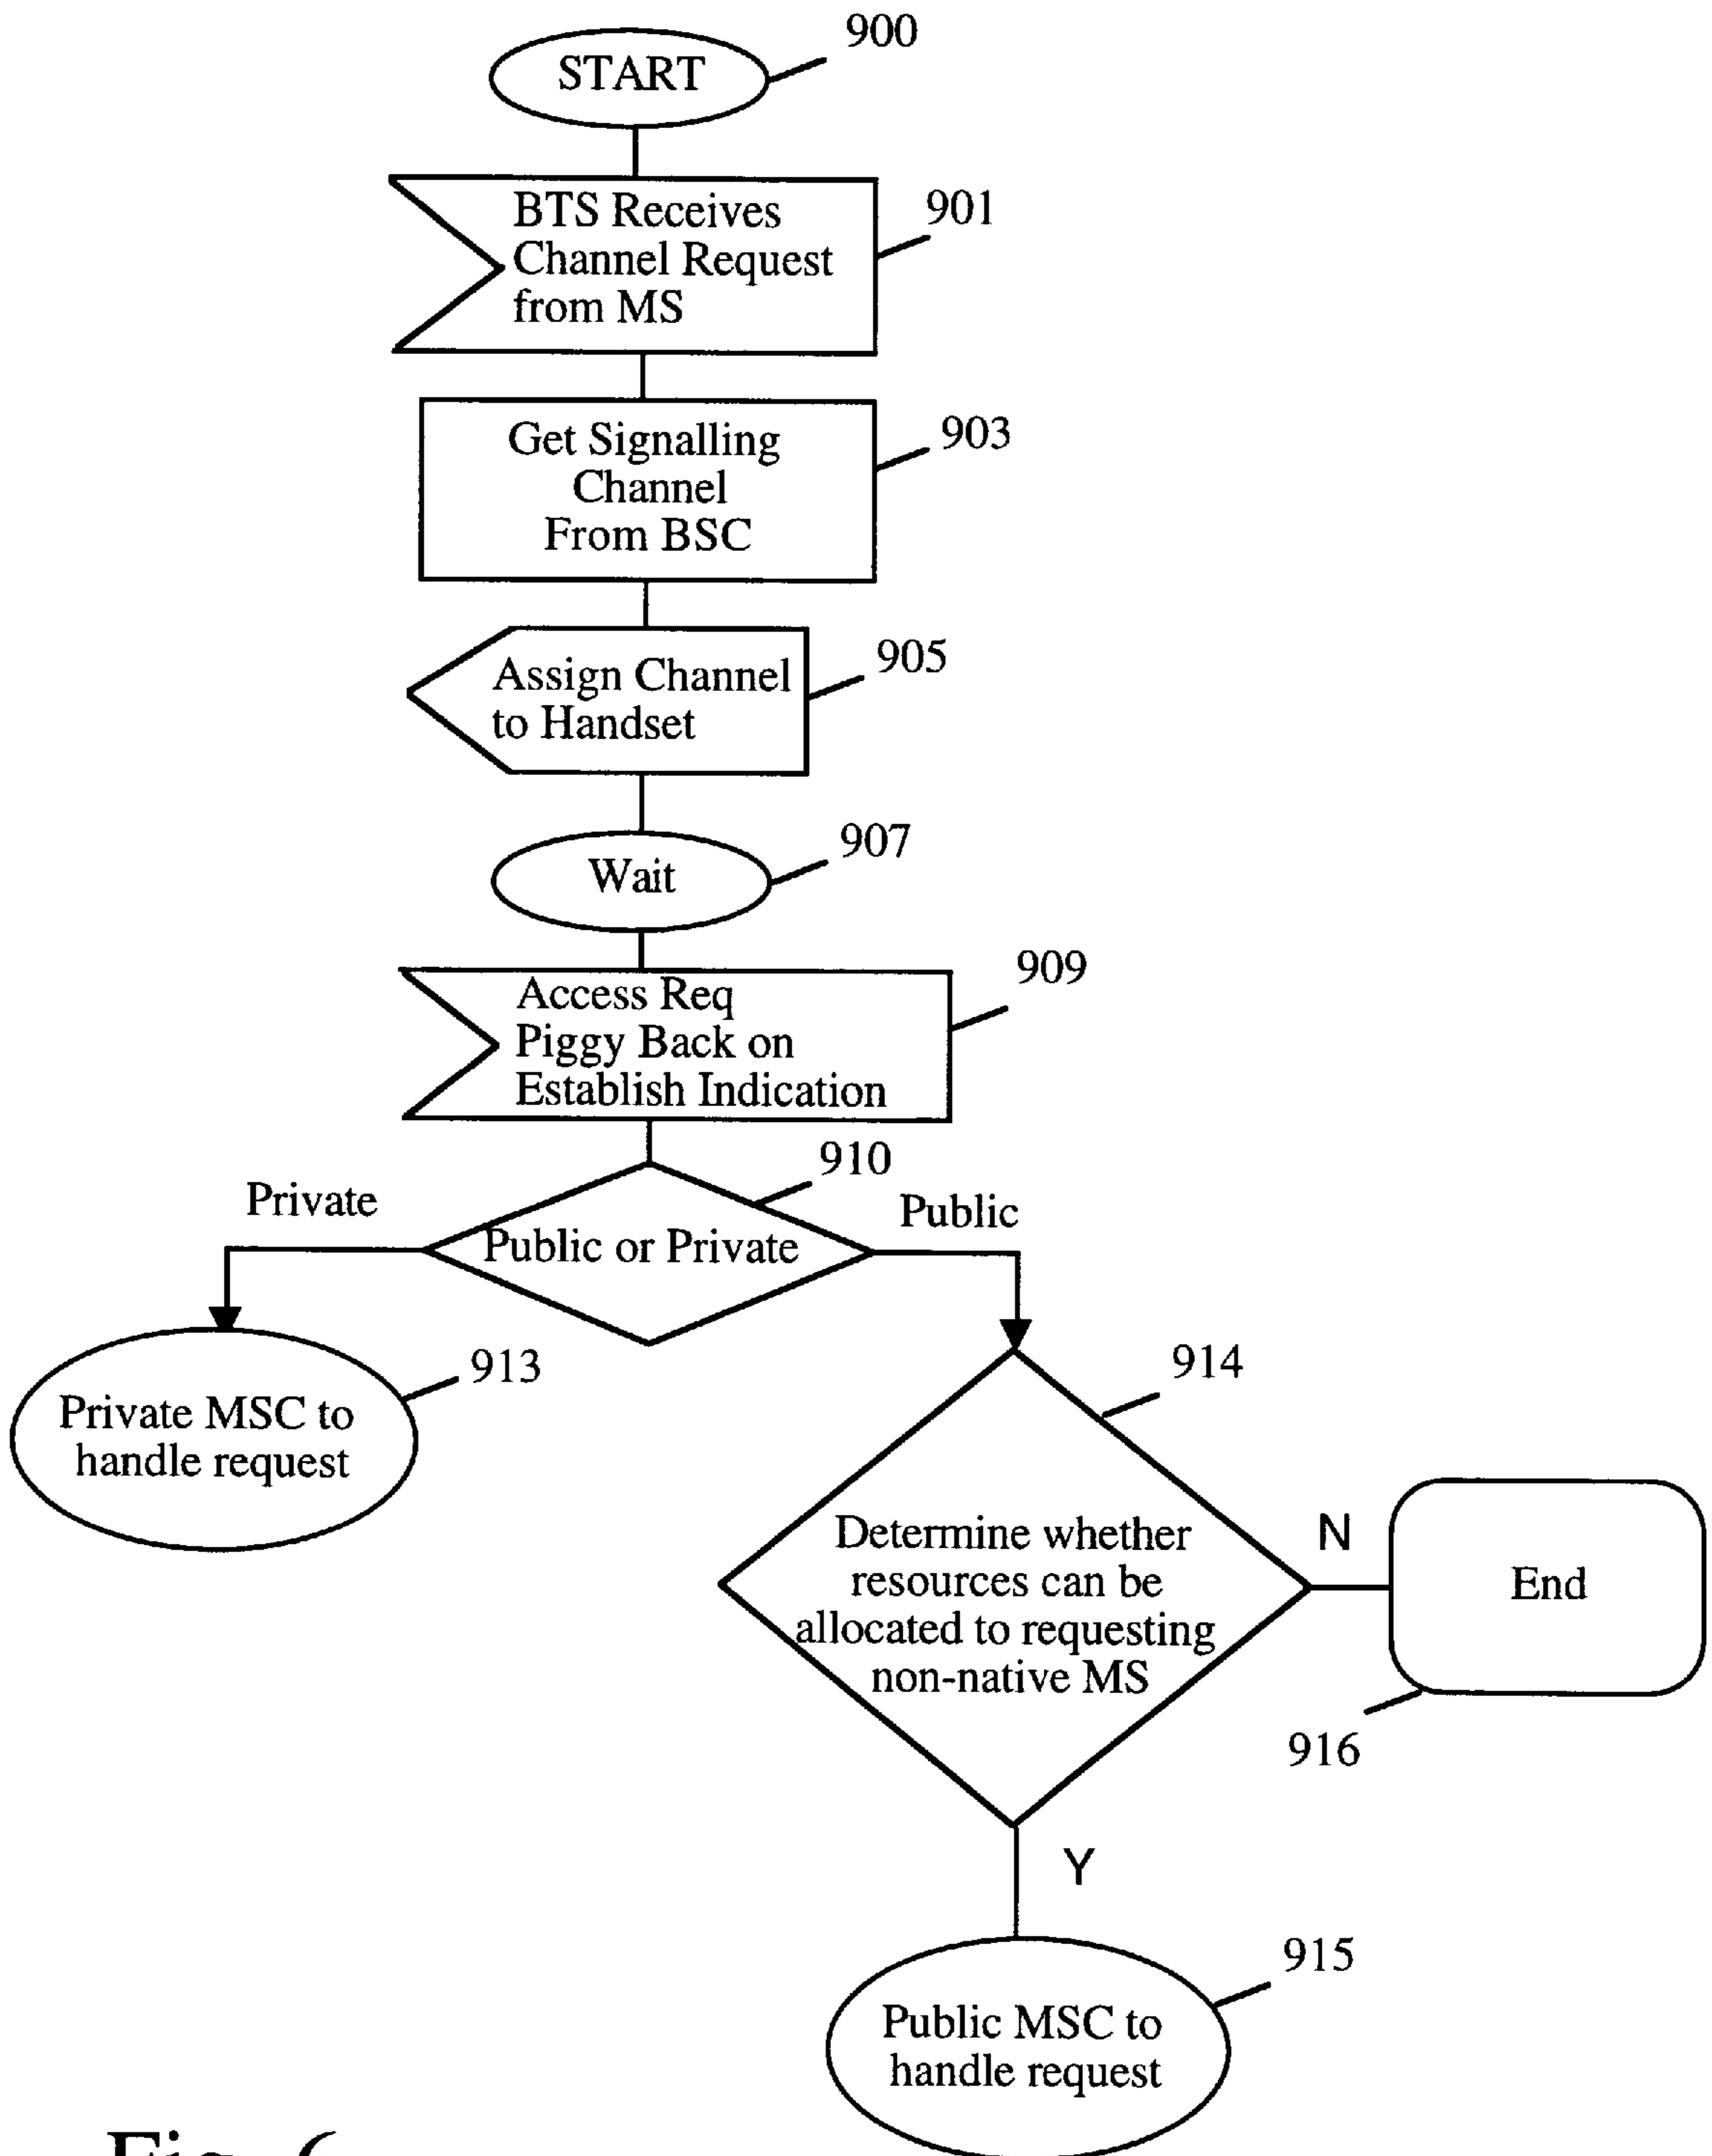 START
900
BTS Receives
Channel Request
from MS
901
Get Signalling
Channel
From BSC
903
Assign Channel
to Handset
905
Wait
907
Access Req
Piggy Back on
Establish Indication
909
910
Private
Public or Private
Public
Private MSC to
handle request
913
914
Determine whether
resources can be
allocated to requesting
non-native MS
N
End
916
Y
915
Public MSC to
handle request
Fig. 6